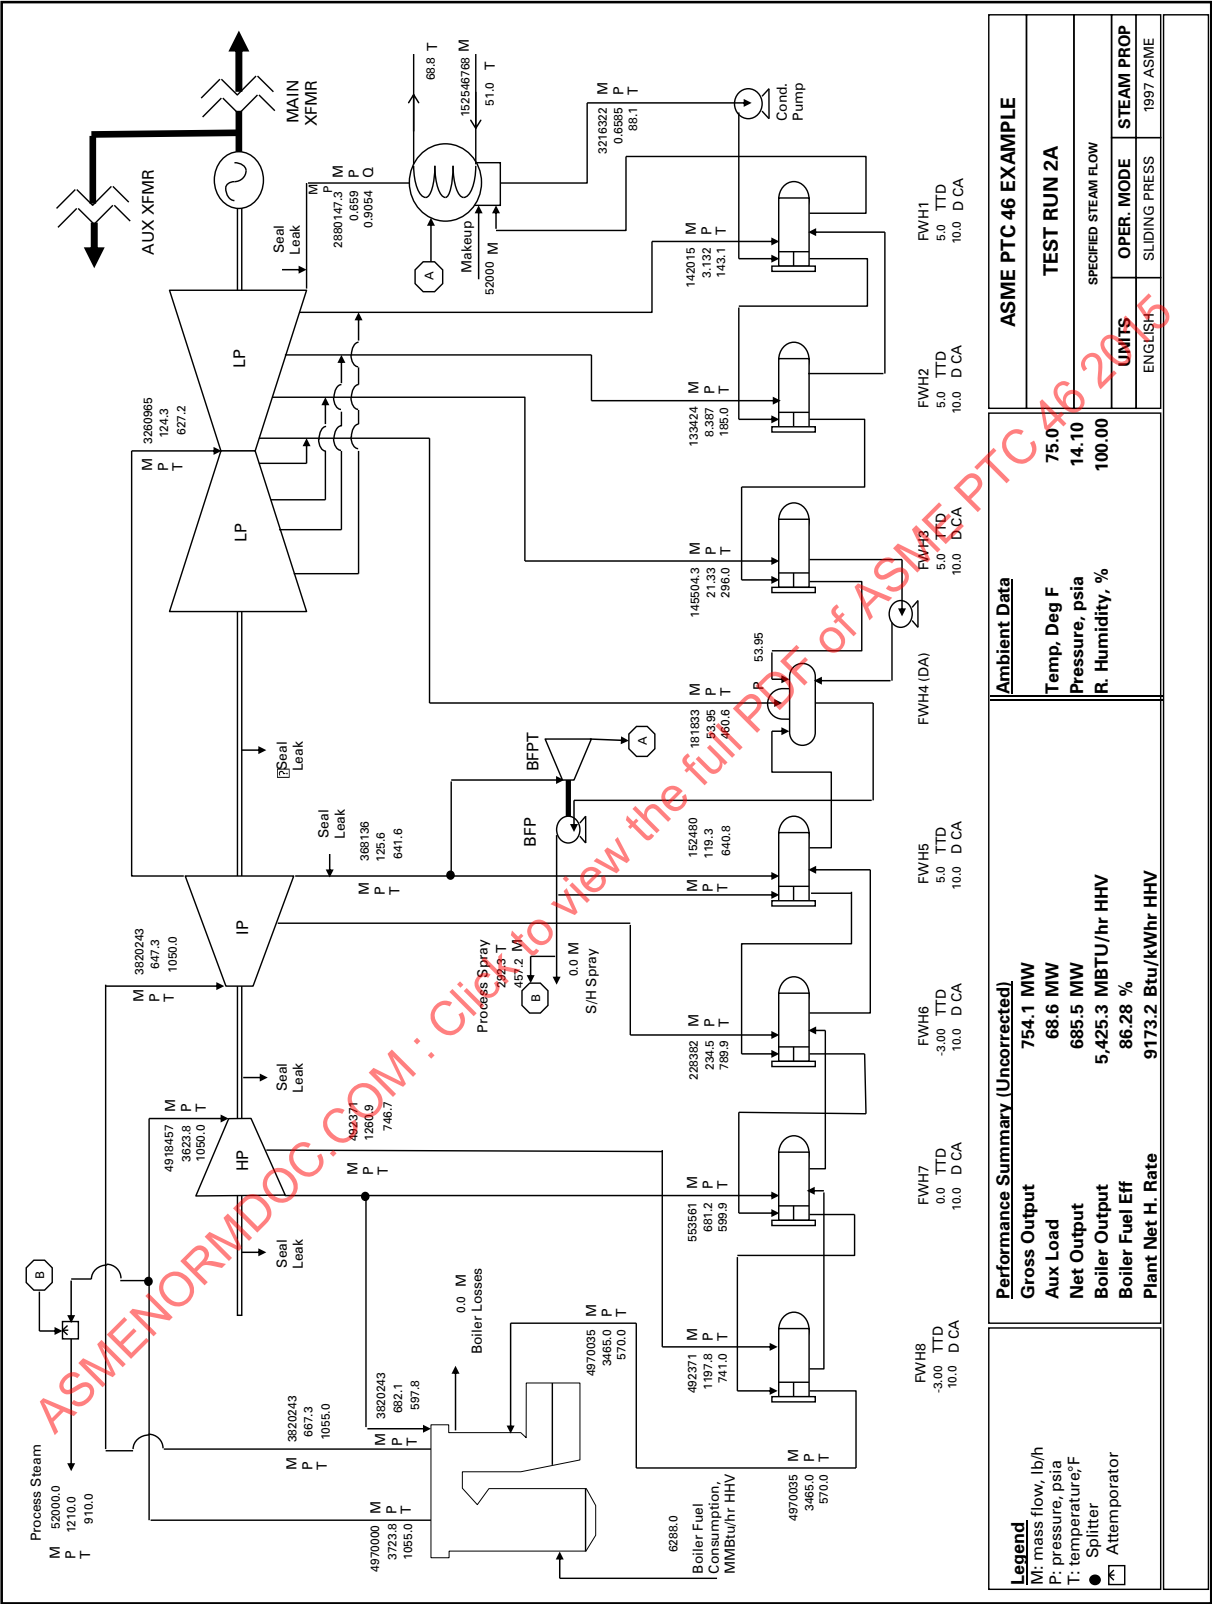 AUX XFMR
MAIN
XFMR
Seal
Leak
M
P
2880147.3 M
0.659 P
0.9054 Q
68.8 T
152546768 M
51.0 T
A
Makeup
52000 M
3216322 M
0.6585 P
88.1 T
Cond.
Pump
LP
LP
3260965 M
124.3 P
627.2 T
142015 M
3.132 P
143.1 T
FWH1
5.0 TTD
10.0 D CA
133424 M
8.387 P
185.0 T
FWH2
5.0 TTD
10.0 D CA
145504.3 M
21.33 P
296.0 T
FWH3
5.0 TTD
10.0 D CA
Seal
Leak
BFPT
A
BFP
181833 M
53.95 P
460.6 T
53.95
P
FWH4 (DA)
Seal
Leak
368136 M
125.6 P
641.6 T
152480 M
119.3 P
640.8 T
FWH5
5.0 TTD
10.0 D CA
IP
3820243 M
647.3 P
1050.0 T
Process Spray
292.3 T
457.2 M
B
0.0 M
S/H Spray
228382 M
234.5 P
789.9 T
FWH6
-3.00 TTD
10.0 D CA
Seal
Leak
HP
4918457 M
3623.8 P
1050.0 T
492371 M
1260.9 P
746.7 T
553561 M
681.2 P
599.9 T
FWH7
0.0 TTD
10.0 D CA
Seal
Leak
B
Process Steam
M 52000.0
P 1210.0
T 910.0
3820243 M
667.3 P
1055.0 T
3820243 M
682.1 P
597.8 T
0.0 M
Boiler Losses
4970000 M
3723.8 P
1055.0 T
4970035 M
3465.0 P
570.0 T
492371 M
1197.8 P
741.0 T
FWH8
-3.00 TTD
10.0 D CA
4970035 M
3465.0 P
570.0 T
6288.0
Boiler Fuel
Consumption,
MMBtu/hr HHV
Legend
M: mass flow, lb/h
P: pressure, psia
T: temperature,°F
Splitter
Attemporator
Performance Summary (Uncorrected)
Gross Output 754.1 MW
Aux Load 68.6 MW
Net Output 685.5 MW
Boiler Output 5,425.3 MBTU/hr HHV
Boiler Fuel Eff 86.28 %
Plant Net H. Rate 9173.2 Btu/kWhr HHV
Ambient Data
Temp, Deg F 75.0
Pressure, psia 14.10
R. Humidity, % 100.00
ASME PTC 46 EXAMPLE
TEST RUN 2A
SPECIFIED STEAM FLOW
UNITS OPER. MODE STEAM PROP
ENGLISH SLIDING PRESS 1997 ASME
ASMENORMDOC.COM : Click to view the full PDF of ASME PTC 46 2015